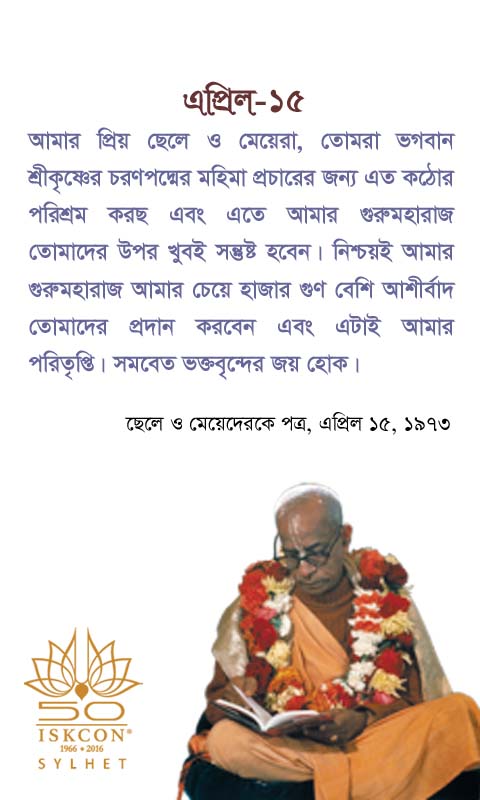 এপ্রিল-১৫
আমার প্রিয় ছেলে ও মেয়েরা, তোমরা ভগবান
শ্রীকৃষ্ণের চরণপদ্মের মহিমা প্রচারের জন্য এত কঠোর
পরিশ্রম করছ এবং এতে আমার গুরুমহারাজ
তোমাদের উপর খুবই সন্তুষ্ট হবেন। নিশ্চয়ই আমার
গুরুমহারাজ আমার চেয়ে হাজার গুণ বেশি আশীর্বাদ
তোমাদের প্রদান করবেন এবং এটাই আমার
পরিতৃপ্তি। সমবেত ভক্তবৃন্দের জয় হোক।
ছেলে ও মেয়েদেরকে পত্র, এপ্রিল ১৫, ১৯৭৩
50
ISKCON®
1966 • 2016
SYLHET